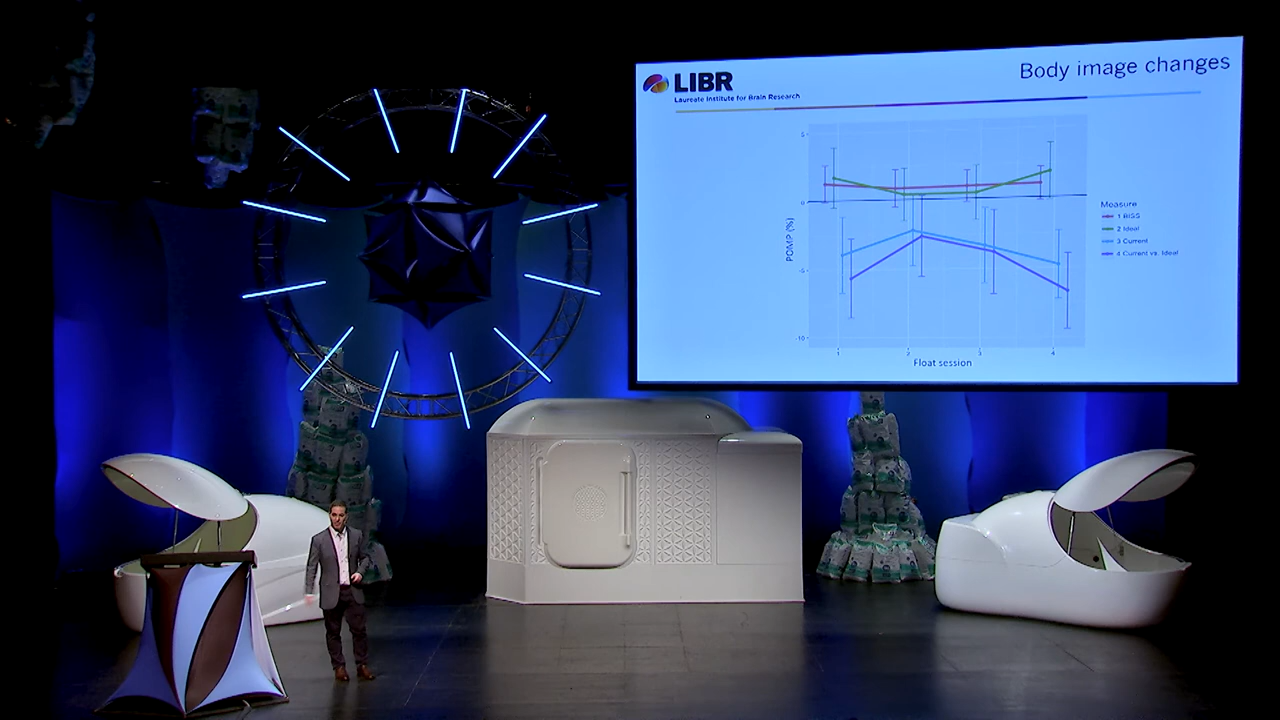 LIBR
Laureate Institute for Brain Research
Body image changes
POMP (%)
5
0
-5
-10
1
2
3
4
Float session
Measure
1 BISS
2 Ideal
3 Current
4 Current vs. Ideal